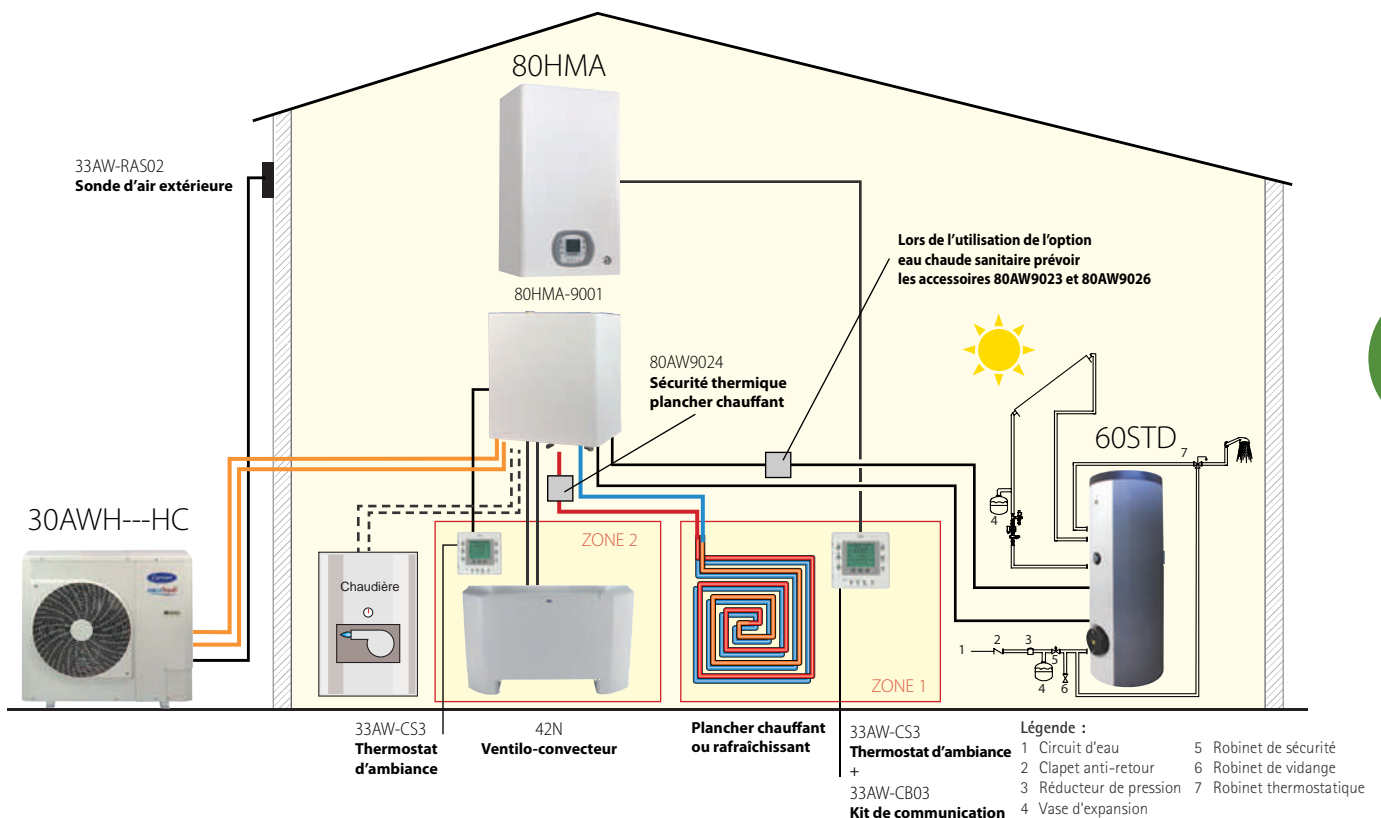 80HMA
33AW-RAS02
Sonde d'air extérieure
Lors de l'utilisation de l'option
eau chaude sanitaire prévoir
les accessoires 80AW9023 et 80AW9026
80HMA-9001
80AW9024
Sécurité thermique
plancher chauffant
60STD
7
4
30AWH---HC
Carrier
Chaudière
ZONE 2
ZONE 1
1
2
3
4
5
6
33AW-CS3
Thermostat
d'ambiance
42N
Ventilo-convecteur
Plancher chauffant
ou rafraîchissant
33AW-CS3
Thermostat d'ambiance
+
33AW-CB03
Kit de communication
Légende :
1 Circuit d'eau
2 Clapet anti-retour
3 Réducteur de pression
4 Vase d'expansion
5 Robinet de sécurité
6 Robinet de vidange
7 Robinet thermostatique